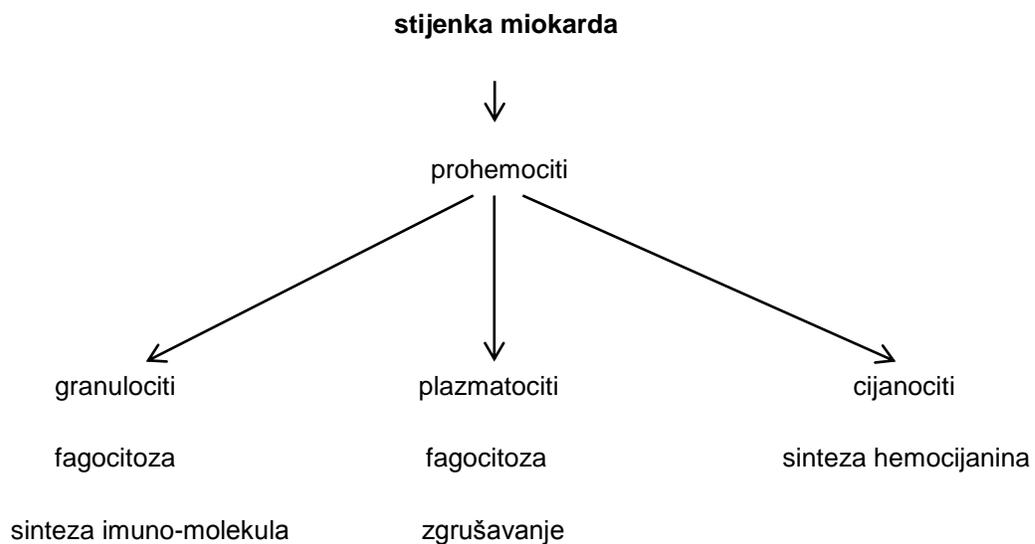 stijenka miokarda
prohemociti
granulociti plazmatociti cijanociti
fagocitoza fagocitoza sinteza hemocijanina
sinteza imuno-molekula zgrušavanje